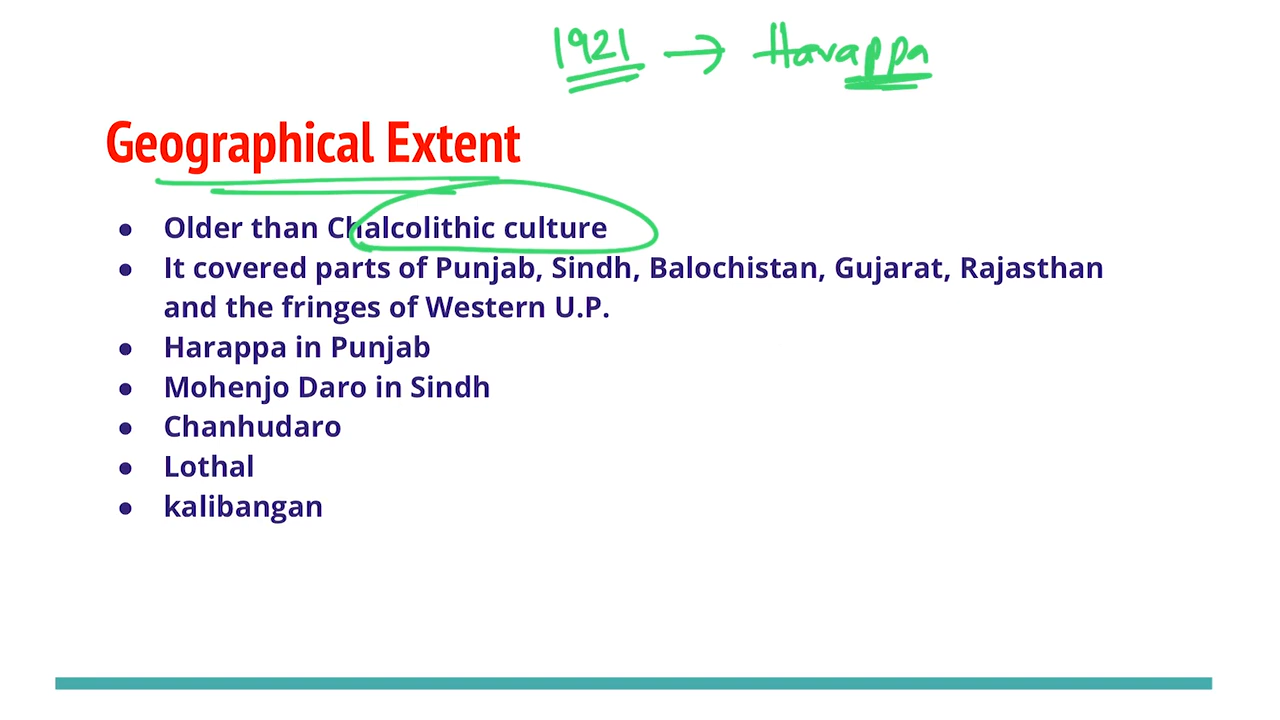 1921 → Harappa
Geographical Extent
● Older than Chalcolithic culture
● It covered parts of Punjab, Sindh, Balochistan, Gujarat, Rajasthan
and the fringes of Western U.P.
● Harappa in Punjab
● Mohenjo Daro in Sindh
● Chanhudaro
● Lothal
● kalibangan